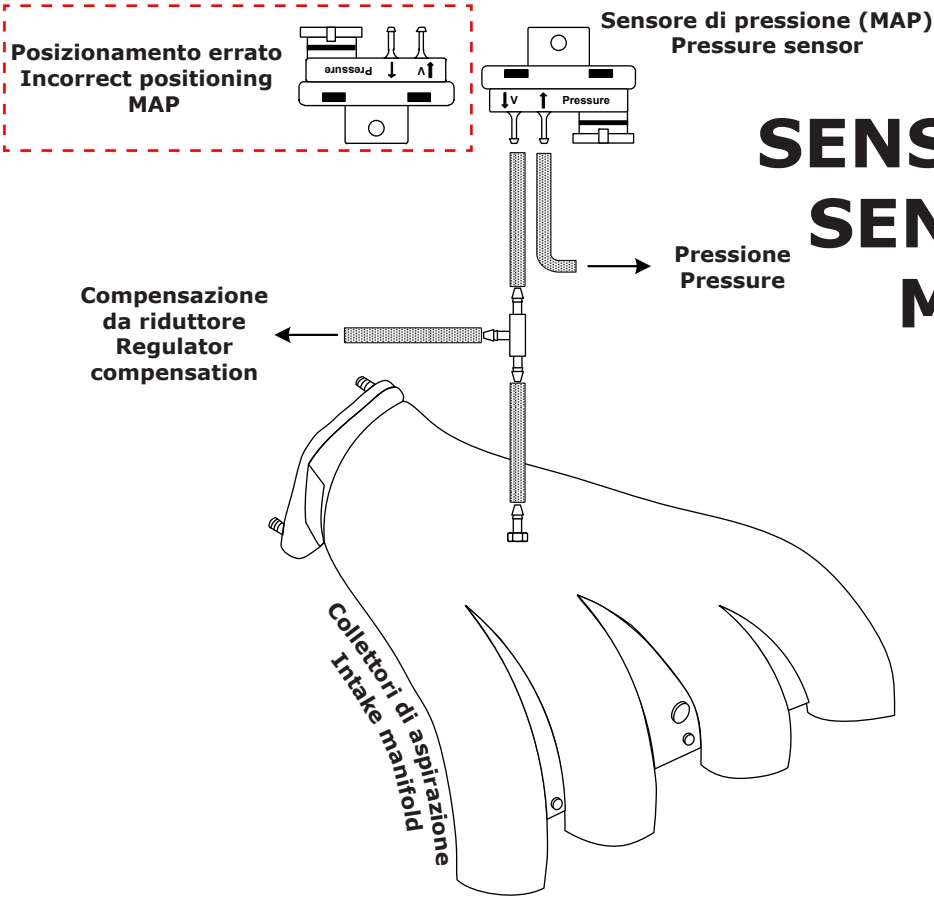 Posizionamento errato
Incorrect positioning
MAP
Pressure
V
Sensore di pressione (MAP)
Pressure sensor
V
Pressure
SENS
SEN
M
Pressione
Pressure
Compensazione
da riduttore
Regulator
compensation
Collettori di aspirazione
Intake manifold